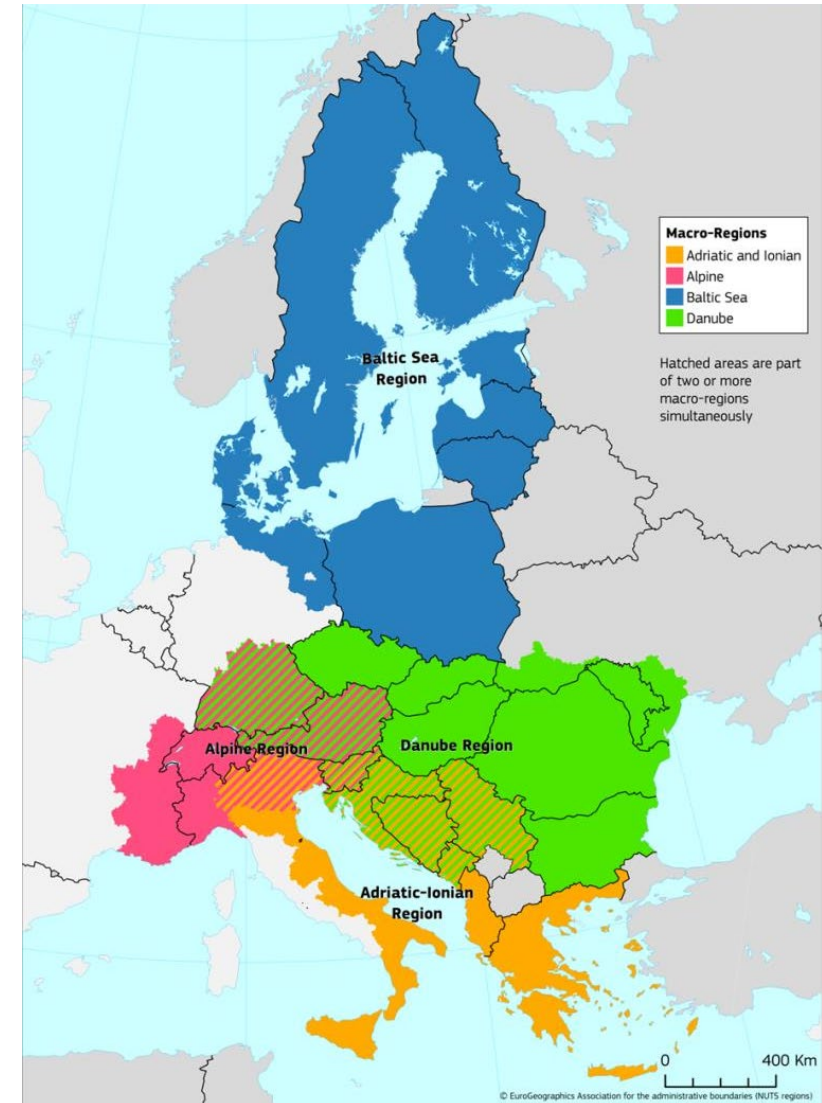 Macro-Regions
Adriatic and Ionian
Alpine
Baltic Sea
Danube
Hatched areas are part
of two or more
macro-regions
simultaneously
Baltic Sea
Region
Alpine Region
Danube Region
Adriatic-Ionian
Region
0 400 Km
© EuroGeographics Association for the administrative boundaries (NUTS regions)